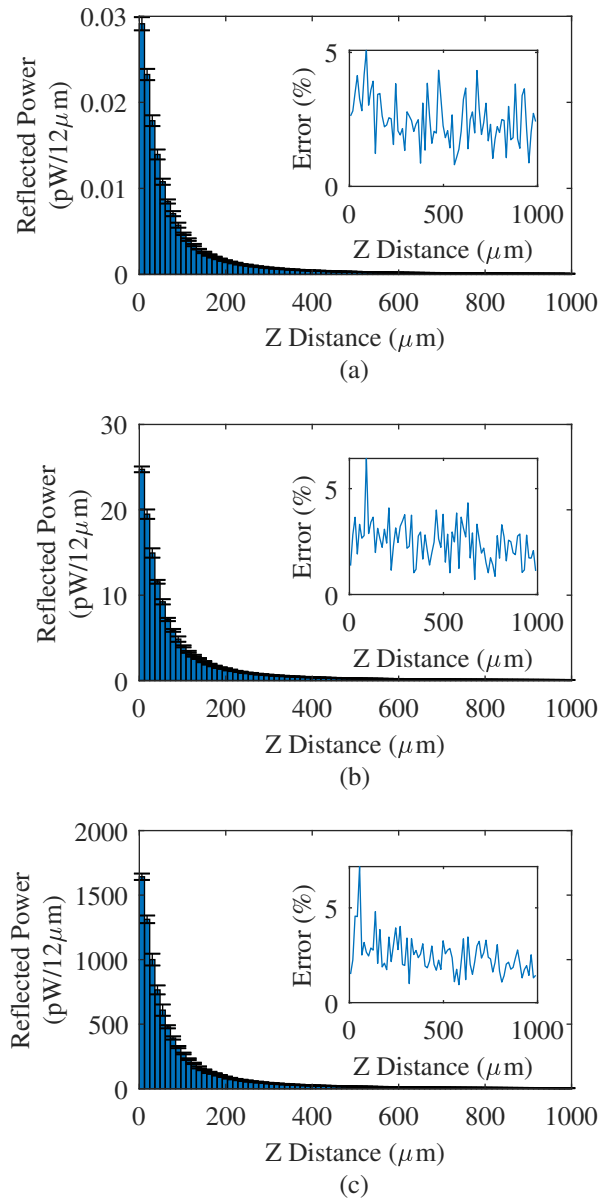 0.03
0.02
0.01
0
Reflected Power
(pW/12μm)
5
0
Error (%)
0 500 1000
Z Distance (μm)
0 200 400 600 800 1000
Z Distance (μm)
(a)
30
20
10
0
Reflected Power
(pW/12μm)
5
0
Error (%)
0 500 1000
Z Distance (μm)
0 200 400 600 800 1000
Z Distance (μm)
(b)
2000
1500
1000
500
0
Reflected Power
(pW/12μm)
5
0
Error (%)
0 500 1000
Z Distance (μm)
0 200 400 600 800 1000
Z Distance (μm)
(c)